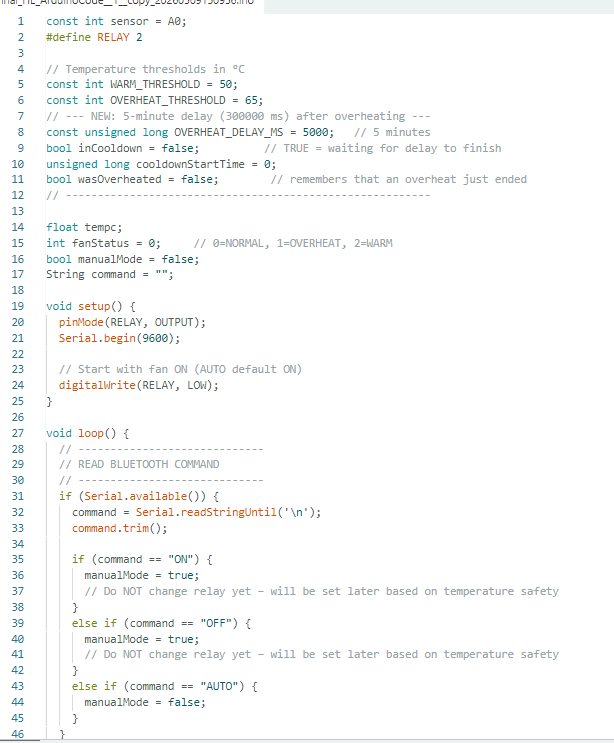 inal_HL_ArduinoCode__1__copy_20260509150936.ino
1 const int sensor = A0;
2 #define RELAY 2
3
4 // Temperature thresholds in °C
5 const int WARM_THRESHOLD = 50;
6 const int OVERHEAT_THRESHOLD = 65;
7 // --- NEW: 5-minute delay (300000 ms) after overheating ---
8 const unsigned long OVERHEAT_DELAY_MS = 5000;   // 5 minutes
9 bool inCooldown = false;          // TRUE = waiting for delay to finish
10 unsigned long cooldownStartTime = 0;
11 bool wasOverheated = false;        // remembers that an overheat just ended
12 // --------------------------------------------------------
13
14 float tempc;
15 int fanStatus = 0;     // 0=NORMAL, 1=OVERHEAT, 2=WARM
16 bool manualMode = false;
17 String command = "";
18
19 void setup() {
20   pinMode(RELAY, OUTPUT);
21   Serial.begin(9600);
22
23   // Start with fan ON (AUTO default ON)
24   digitalWrite(RELAY, LOW);
25 }
26
27 void loop() {
28   // ----------------------------
29   // READ BLUETOOTH COMMAND
30   // ----------------------------
31   if (Serial.available()) {
32     command = Serial.readStringUntil('\n');
33     command.trim();
34
35     if (command == "ON") {
36       manualMode = true;
37       // Do NOT change relay yet – will be set later based on temperature safety
38     }
39     else if (command == "OFF") {
40       manualMode = true;
41       // Do NOT change relay yet – will be set later based on temperature safety
42     }
43     else if (command == "AUTO") {
44       manualMode = false;
45     }
46   }